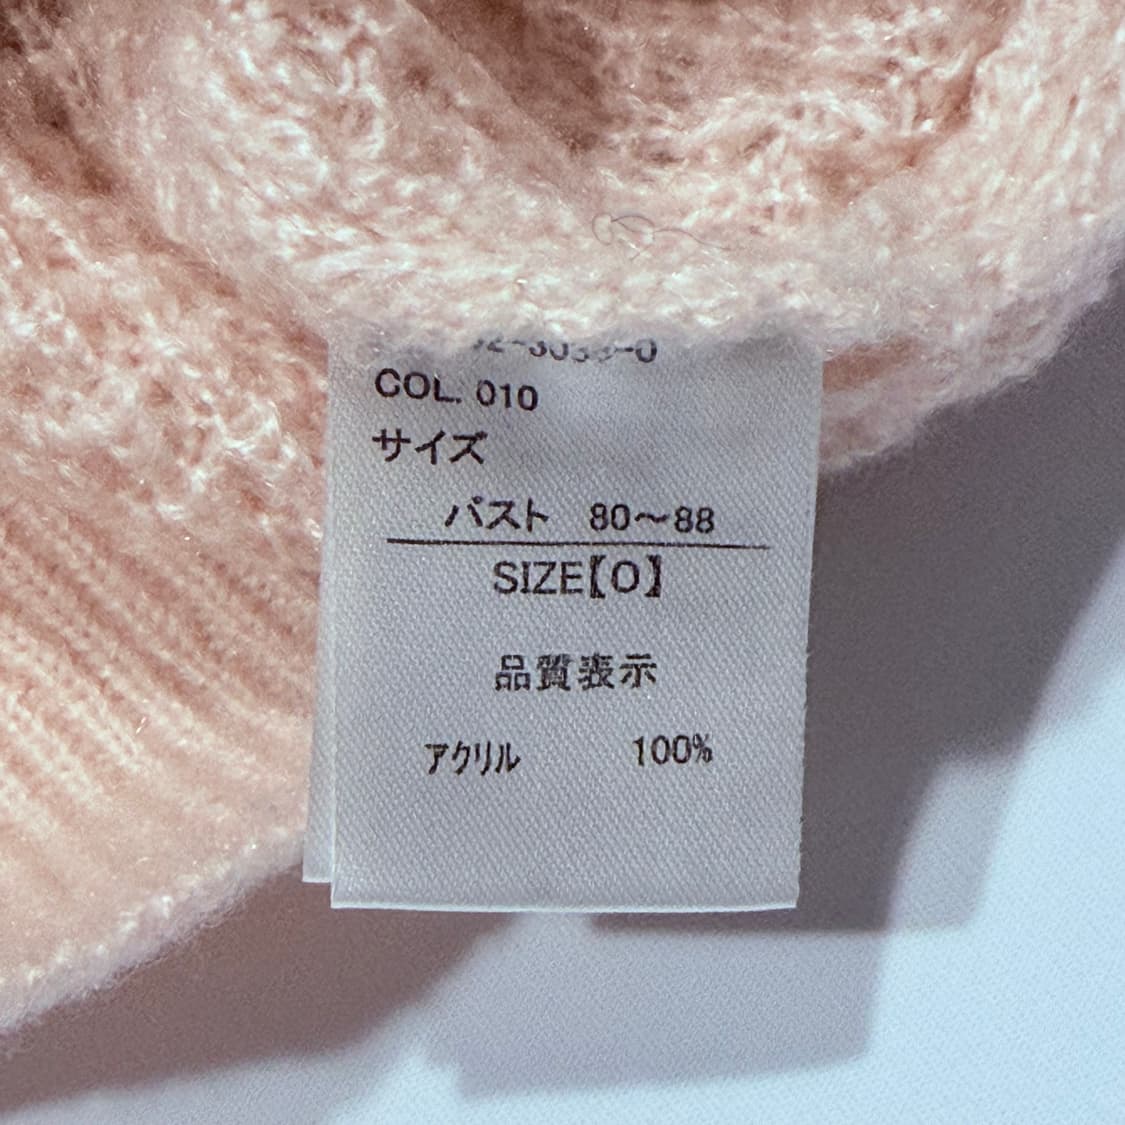 COL. 010
サイズ
バスト 80～88
SIZE【O】
品質表示
アクリル 100%